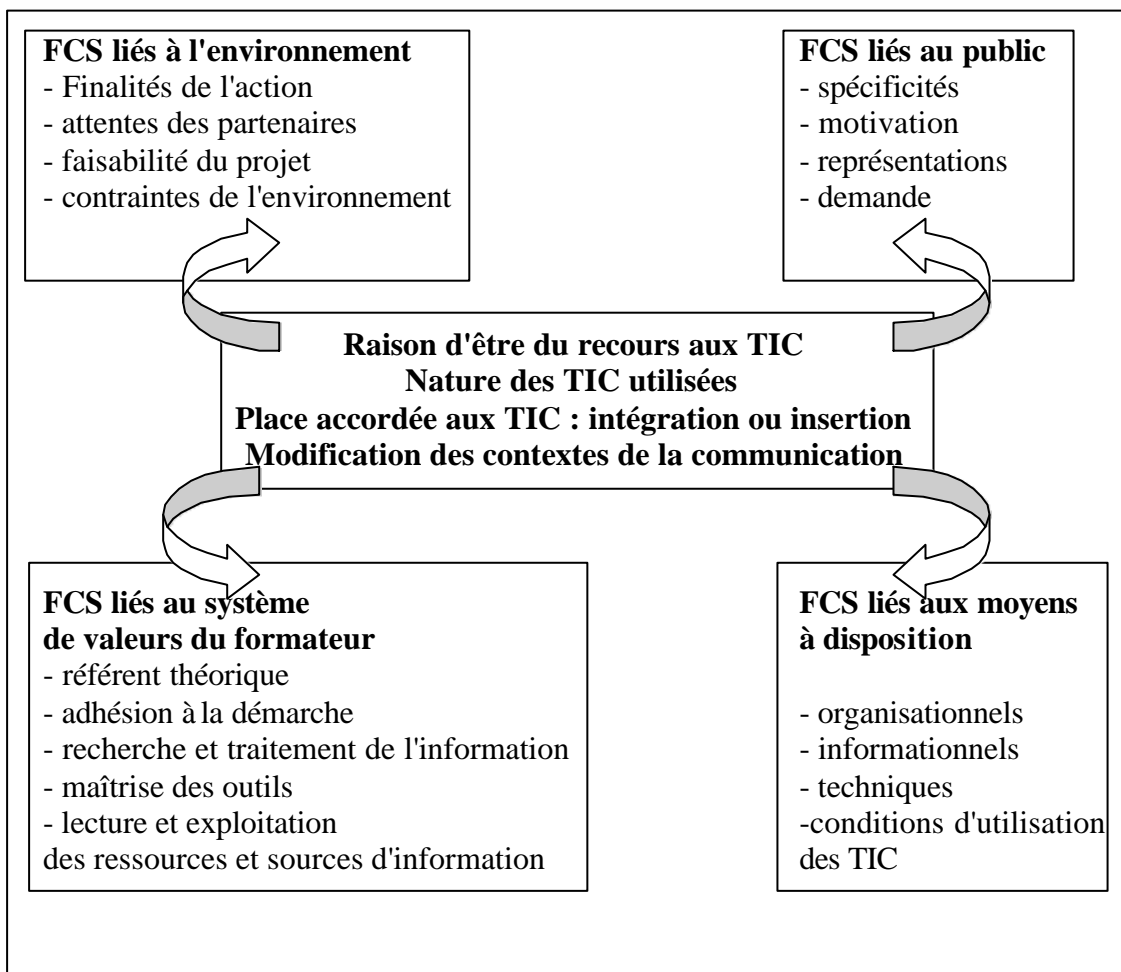 FCS liés à l'environnement
- Finalités de l'action
- attentes des partenaires
- faisabilité du projet
- contraintes de l'environnement
FCS liés au public
- spécificités
- motivation
- représentations
- demande
Raison d'être du recours aux TIC
Nature des TIC utilisées
Place accordée aux TIC : intégration ou insertion
Modification des contextes de la communication
FCS liés au système
de valeurs du formateur
- référent théorique
- adhésion à la démarche
- recherche et traitement de l'information
- maîtrise des outils
- lecture et exploitation
des ressources et sources d'information
FCS liés aux moyens
à disposition
- organisationnels
- informationnels
- techniques
-conditions d'utilisation
des TIC